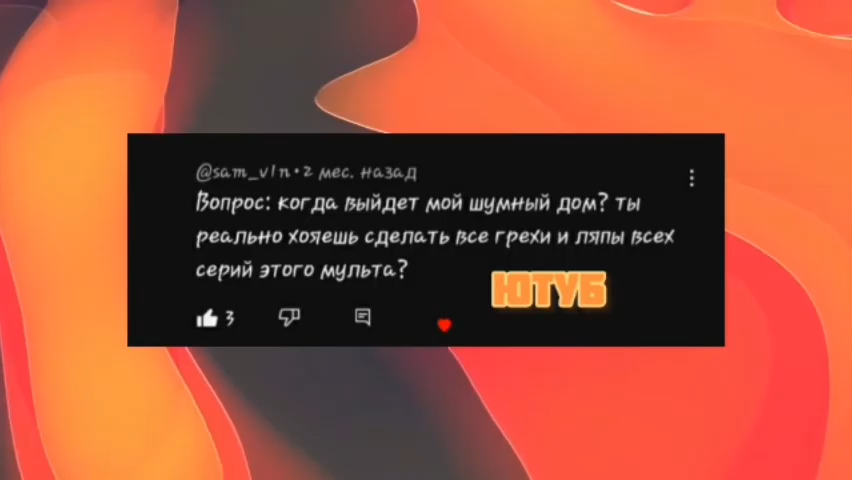 @sam_vln • 2 мес. назад
Вопрос: когда выйдет мой шумный дом? ты
реально хояешь сделать все грехи и ляпы всех
серий этого мульта?
ЮТУБ
3